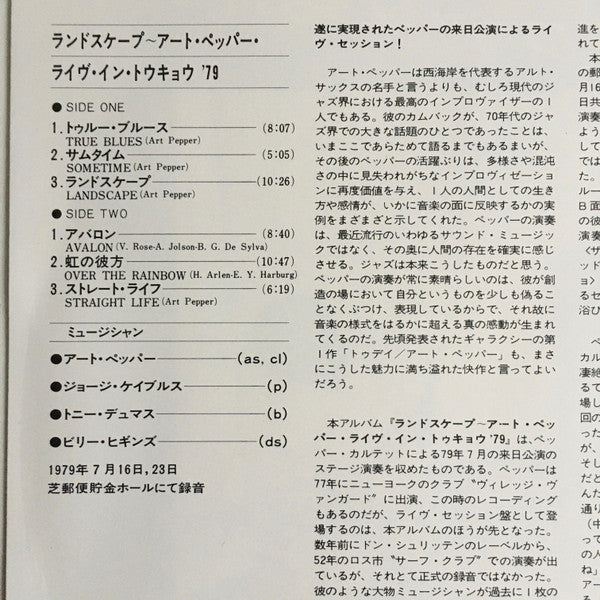 ランドスケープ〜アート・ペッパー・
ライヴ・イン・トウキョウ '79
● SIDE ONE
1.トゥルー・ブルース (8:07)
TRUE BLUES (Art Pepper)
2.サムタイム (5:05)
SOMETIME (Art Pepper)
3.ランドスケープ (10:26)
LANDSCAPE (Art Pepper)
● SIDE TWO
1.アバロン (8:40)
AVALON (V. Rose-A. Jolson-B. G. De Sylva)
2.虹の彼方 (10:47)
OVER THE RAINBOW (H. Arlen-E. Y. Harburg)
3.ストレート・ライフ (6:19)
STRAIGHT LIFE (Art Pepper)
ミュージシャン
●アート・ペッパー (as, cl)
●ジョージ・ケイブルス (p)
●トニー・デュマス (b)
●ビリー・ヒギンズ (ds)
1979年7月16日,23日
芝郵便貯金ホールにて録音
遂に実現されたペッパーの来日公演によるライ
ヴ・セッション！
アート・ペッパーは西海岸を代表するアルト・
サックスの名手と言うよりも、むしろ現代のジ
ャズ界における最高のインプロヴァイザーの1
人でもある。彼のカムバックが、70年代のジャ
ズ界での大きな話題のひとつであったことは、
いまここであらためて語るまでもあるまいが、
その後のペッパーの活躍ぶりは、多様さや混沌
さの中に見失われがちなインプロヴィゼーショ
ンに再度価値を与え、1人の人間としての生き
方や感情が、いかに音楽の面に反映するかの実
例をまざまざと示してくれた。ペッパーの演奏
は、最近流行のいわゆるサウンド・ミュージッ
クではなく、その奥に人間の存在を確実に感じ
させる。ジャズは本来こうしたものだと思う。
ペッパーの演奏が常に素晴らしいのは、彼が創
造の場において自分というものを少しも偽るこ
となくぶつけ、表現しているからで、それ故に
音楽の様式をはるかに超える真の感動が生まれ
てくるのだ。先頃発表されたギャラクシーの第
1作「トゥデイ／アート・ペッパー」も、まさ
にこうした魅力に満ち溢れた快作と言ってよい
だろう。
本アルバム『ランドスケープ〜アート・ペッ
パー・ライヴ・イン・トゥキョウ '79』は、ペッ
パー・カルテットによる79年7月の来日公演の
ステージ演奏を収めたものである。ペッパーは
77年にニューヨークのクラブ〝ヴィレッジ・ヴ
ァンガード〟に出演、この時のレコーディング
もあるのだが、ライヴ・セッション盤として登
場するのは、本アルバムのほうが先となった。
数年前にドン・シュリッテンのレーベルから、
52年のロス市〝サーフ・クラブ〟での演奏が出
ているが、それとて正式の録音ではなかった。
彼のような大物ミュージシャンが過去に1枚の